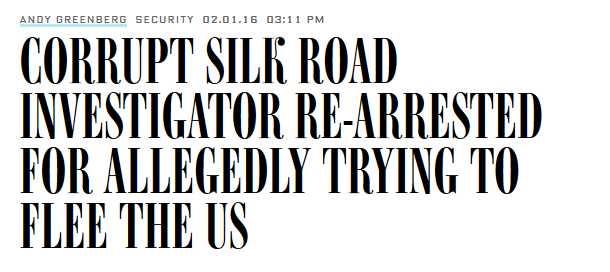 ANDY GREENBERG SECURITY 02.01.16 03:11 PM
CORRUPT SILK ROAD
INVESTIGATOR RE-ARRESTED
FOR ALLEGEDLY TRYING TO
FLEE THE US